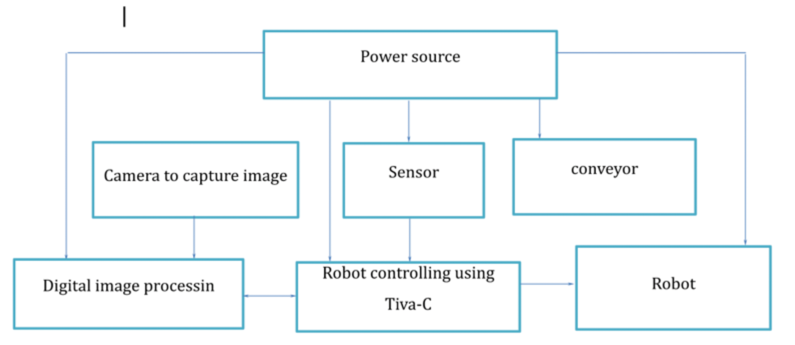 Power source
Camera to capture image
Sensor
conveyor
Digital image processin
Robot controlling using
Tiva-C
Robot